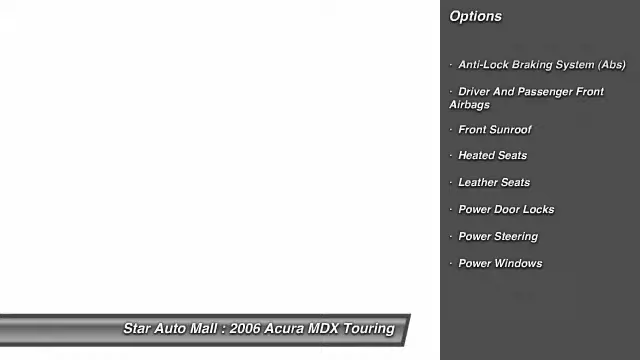 Options
· Anti-Lock Braking System (Abs)
· Driver And Passenger Front
Airbags
· Front Sunroof
· Heated Seats
· Leather Seats
· Power Door Locks
· Power Steering
· Power Windows
Star Auto Mall : 2006 Acura MDX Touring